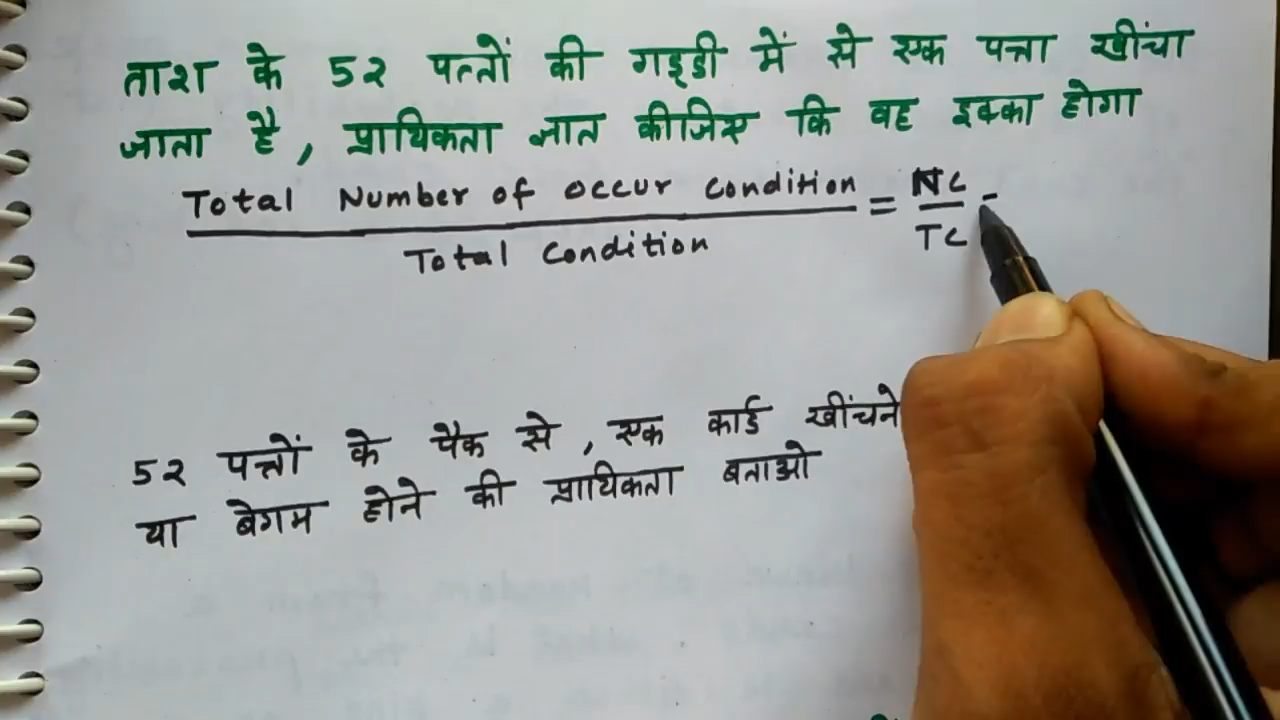 ताश के 52 पत्तों की गड्डी में से एक पत्ता खींचा
जाता है, प्रायिकता ज्ञात कीजिए कि वह इक्का होगा
Total Number of Occur Condition = NC =
Total Condition TC
52 पत्तों के पैक से, एक कार्ड खींचने
या बेगम होने की प्रायिकता बताओ